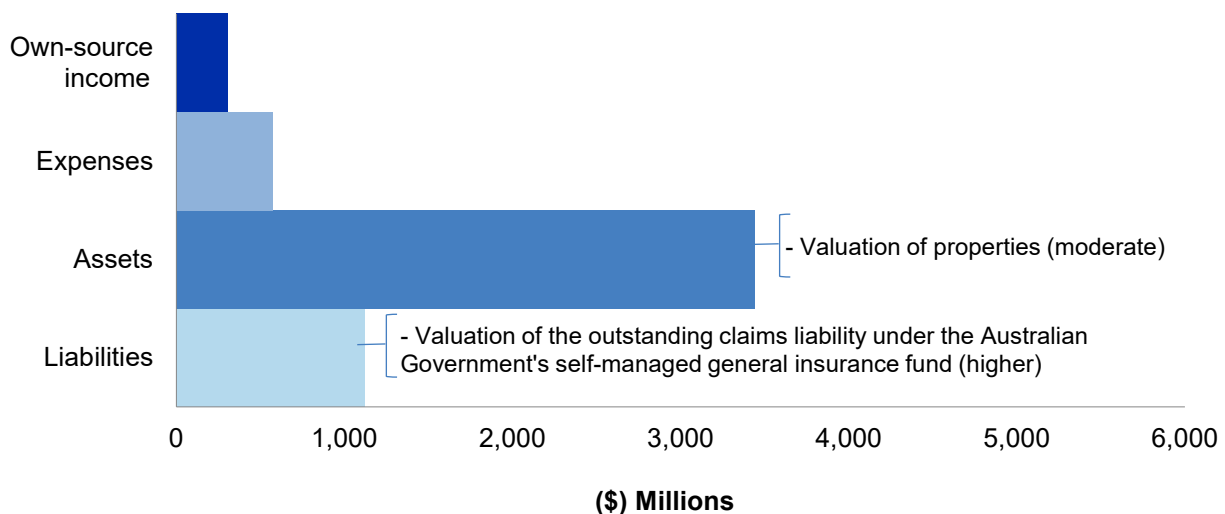 Own-source
income
Expenses
Assets
- Valuation of properties (moderate)
Liabilities
- Valuation of the outstanding claims liability under the Australian
Government's self-managed general insurance fund (higher)
0 1,000 2,000 3,000 4,000 5,000 6,000
($) Millions